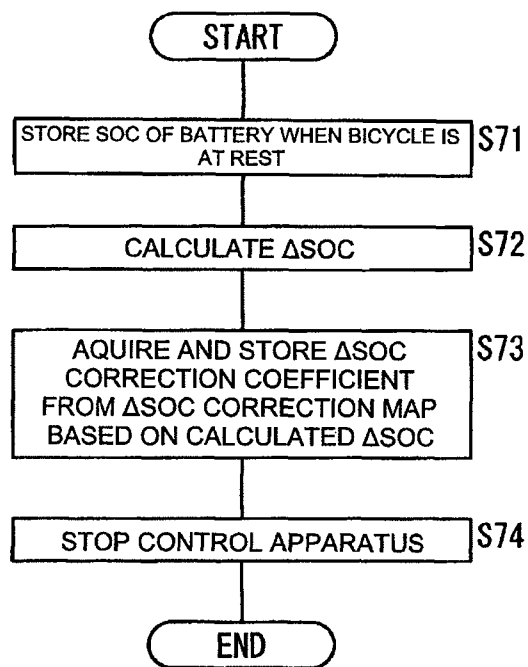 START
STORE SOC OF BATTERY WHEN BICYCLE IS
AT REST
S71
CALCULATE ΔSOC
S72
AQUIRE AND STORE ΔSOC
CORRECTION COEFFICIENT
FROM ΔSOC CORRECTION MAP
BASED ON CALCULATED ΔSOC
S73
STOP CONTROL APPARATUS
S74
END